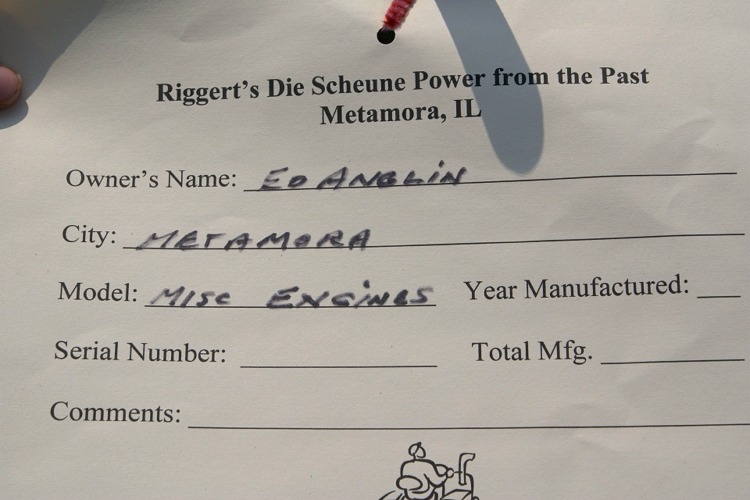 Riggert's Die Scheune Power from the Past
Metamora, IL
Owner's Name: ED ANGLIN
City: METAMORA
Model: MISC ENGINES Year Manufactured:
Serial Number: Total Mfg.
Comments: